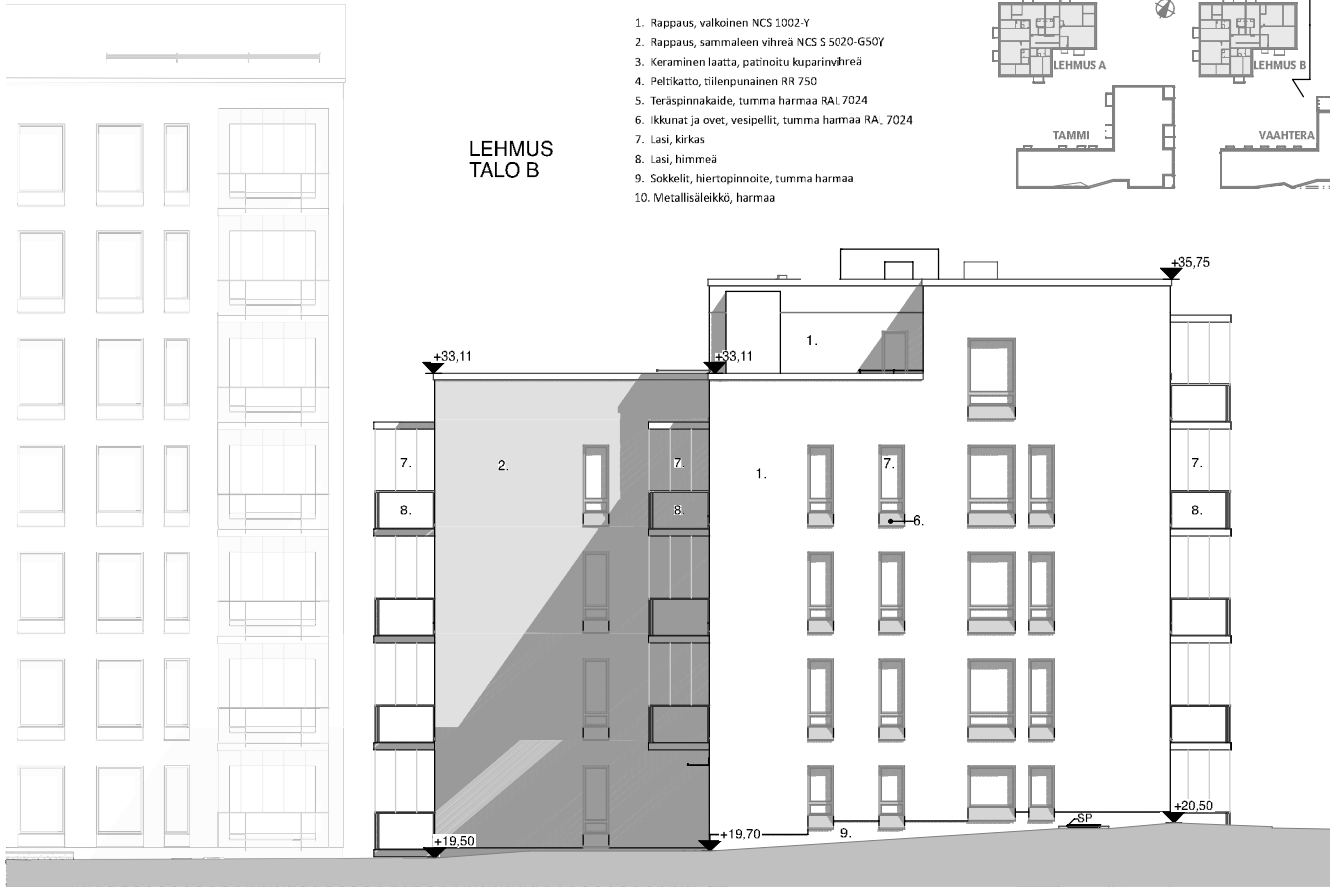 1. Rappaus, valkoinen NCS 1002-Y
2. Rappaus, sammaleen vihreä NCS S 5020-G50Y
3. Keraminen laatta, patinoitu kuparinvihreä
4. Peltikatto, tiilenpunainen RR 750
5. Teräspinnakaide, tumma harmaa RAL 7024
6. Ikkunat ja ovet, vesipellit, tumma harmaa RAL 7024
7. Lasi, kirkas
8. Lasi, himmeä
9. Sokkelit, hiertopinnoite, tumma harmaa
10. Metallisäleikkö, harmaa
LEHMUS A
LEHMUS B
TAMMI
VAAHTERA
LEHMUS
TALO B
+35,75
+33,11
+33,11
1.
7.
8.
2.
7.
8.
1.
7.
6.
7.
8.
+19,50
+19,70
9.
SP
+20,50